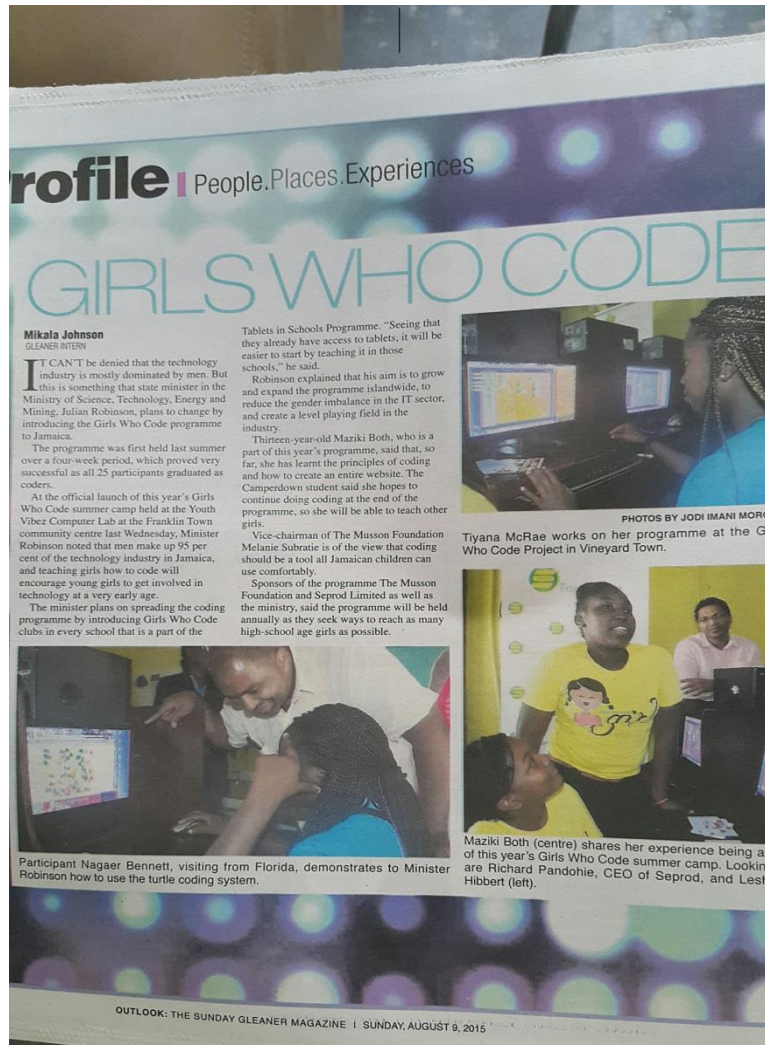 rofile | People.Places.Experiences
GIRLS WHO CODE
Mikala Johnson
GLEANER INTERN
IT CAN'T be denied that the technology
industry is mostly dominated by men. But
this is something that state minister in the
Ministry of Science, Technology, Energy and
Mining, Julian Robinson, plans to change by
introducing the Girls Who Code programme
to Jamaica.
The programme was first held last summer
over a four-week period, which proved very
successful as all 25 participants graduated as
coders.
At the official launch of this year's Girls
Who Code summer camp held at the Youth
Vibez Computer Lab at the Franklin Town
community centre last Wednesday, Minister
Robinson noted that men make up 95 per
cent of the technology industry in Jamaica,
and teaching girls how to code will
encourage young girls to get involved in
technology at a very early age.
The minister plans on spreading the coding
programme by introducing Girls Who Code
clubs in every school that is a part of the
Tablets in Schools Programme. "Seeing that
they already have access to tablets, it will be
easier to start by teaching it in those
schools," he said.
Robinson explained that his aim is to grow
and expand the programme islandwide, to
reduce the gender imbalance in the IT sector,
and create a level playing field in the
industry.
Thirteen-year-old Maziki Both, who is a
part of this year's programme, said that, so
far, she has learnt the principles of coding
and how to create an entire website. The
Camperdown student said she hopes to
continue doing coding at the end of the
programme, so she will be able to teach other
girls.
Vice-chairman of The Musson Foundation
Melanie Subratie is of the view that coding
should be a tool all Jamaican children can
use comfortably.
Sponsors of the programme The Musson
Foundation and Seprod Limited as well as
the ministry, said the programme will be held
annually as they seek ways to reach as many
high-school age girls as possible.
PHOTOS BY JODI IMANI MOR
Tiyana McRae works on her programme at the G
Who Code Project in Vineyard Town.
girl
Participant Nagaer Bennett, visiting from Florida, demonstrates to Minister
Robinson how to use the turtle coding system.
Maziki Both (centre) shares her experience being a
of this year's Girls Who Code summer camp. Lookin
are Richard Pandohie, CEO of Seprod, and Lesh
Hibbert (left).
OUTLOOK: THE SUNDAY GLEANER MAGAZINE | SUNDAY, AUGUST 9, 2015